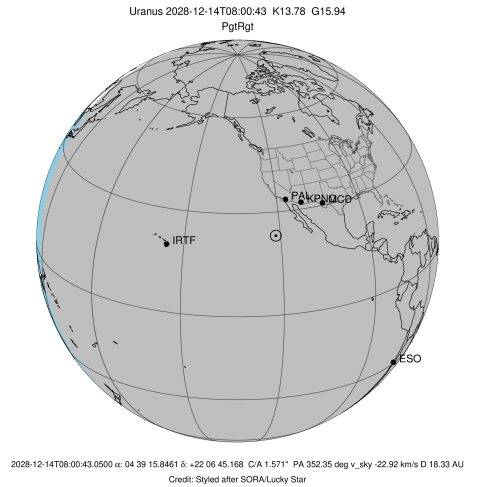 Uranus 2028-12-14T08:00:43 K13.78 G15.94
PgtRgt
PAL KPNO MCD
IRTF
ESO
2028-12-14T08:00:43.0500 α: 04 39 15.8461 δ: +22 06 45.168 C/A 1.571" PA 352.35 deg v_sky -22.92 km/s D 18.33 AU
Credit: Styled after SORA/Lucky Star